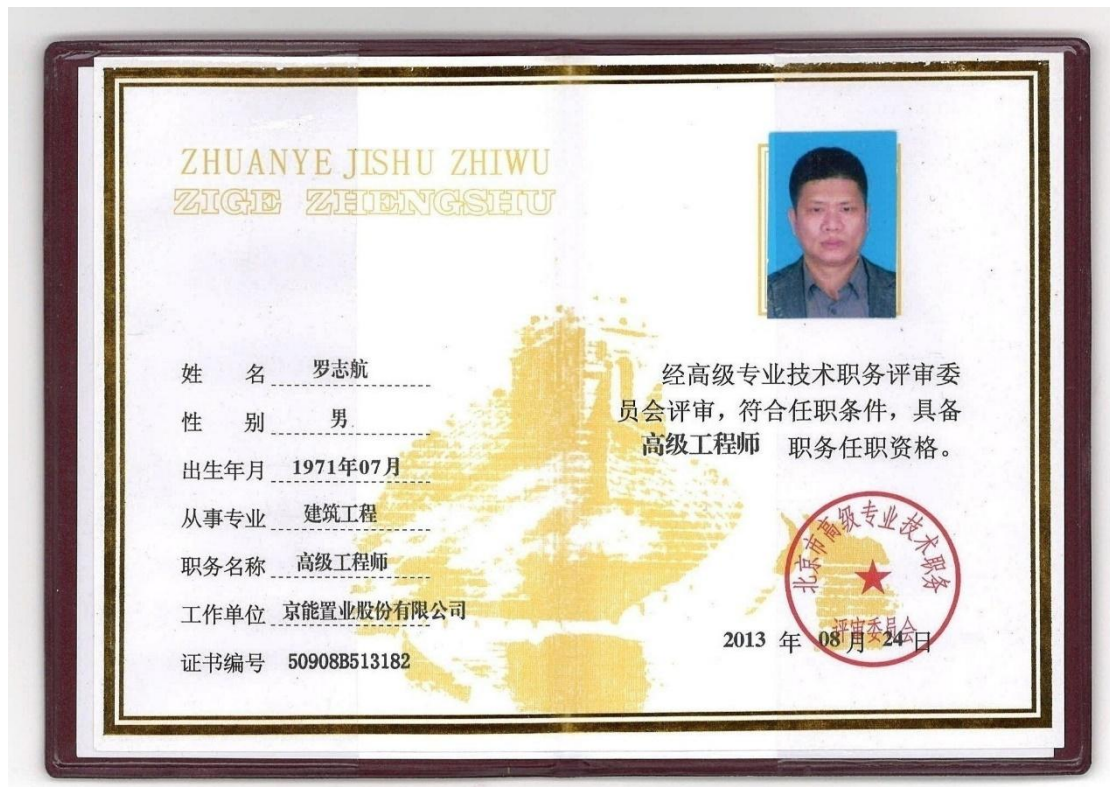 ZHUANYE JISHU ZHIWU
ZIGE ZHENGSHU
姓 名 罗志航
性 别 男
出生年月 1971年07月
从事专业 建筑工程
职务名称 高级工程师
工作单位 京能置业股份有限公司
证书编号 50908B513182
经高级专业技术职务评审委
员会评审，符合任职条件，具备
高级工程师 职务任职资格。
北京市高级专业技术职务
评审委员会
2013 年 08 月 24 日